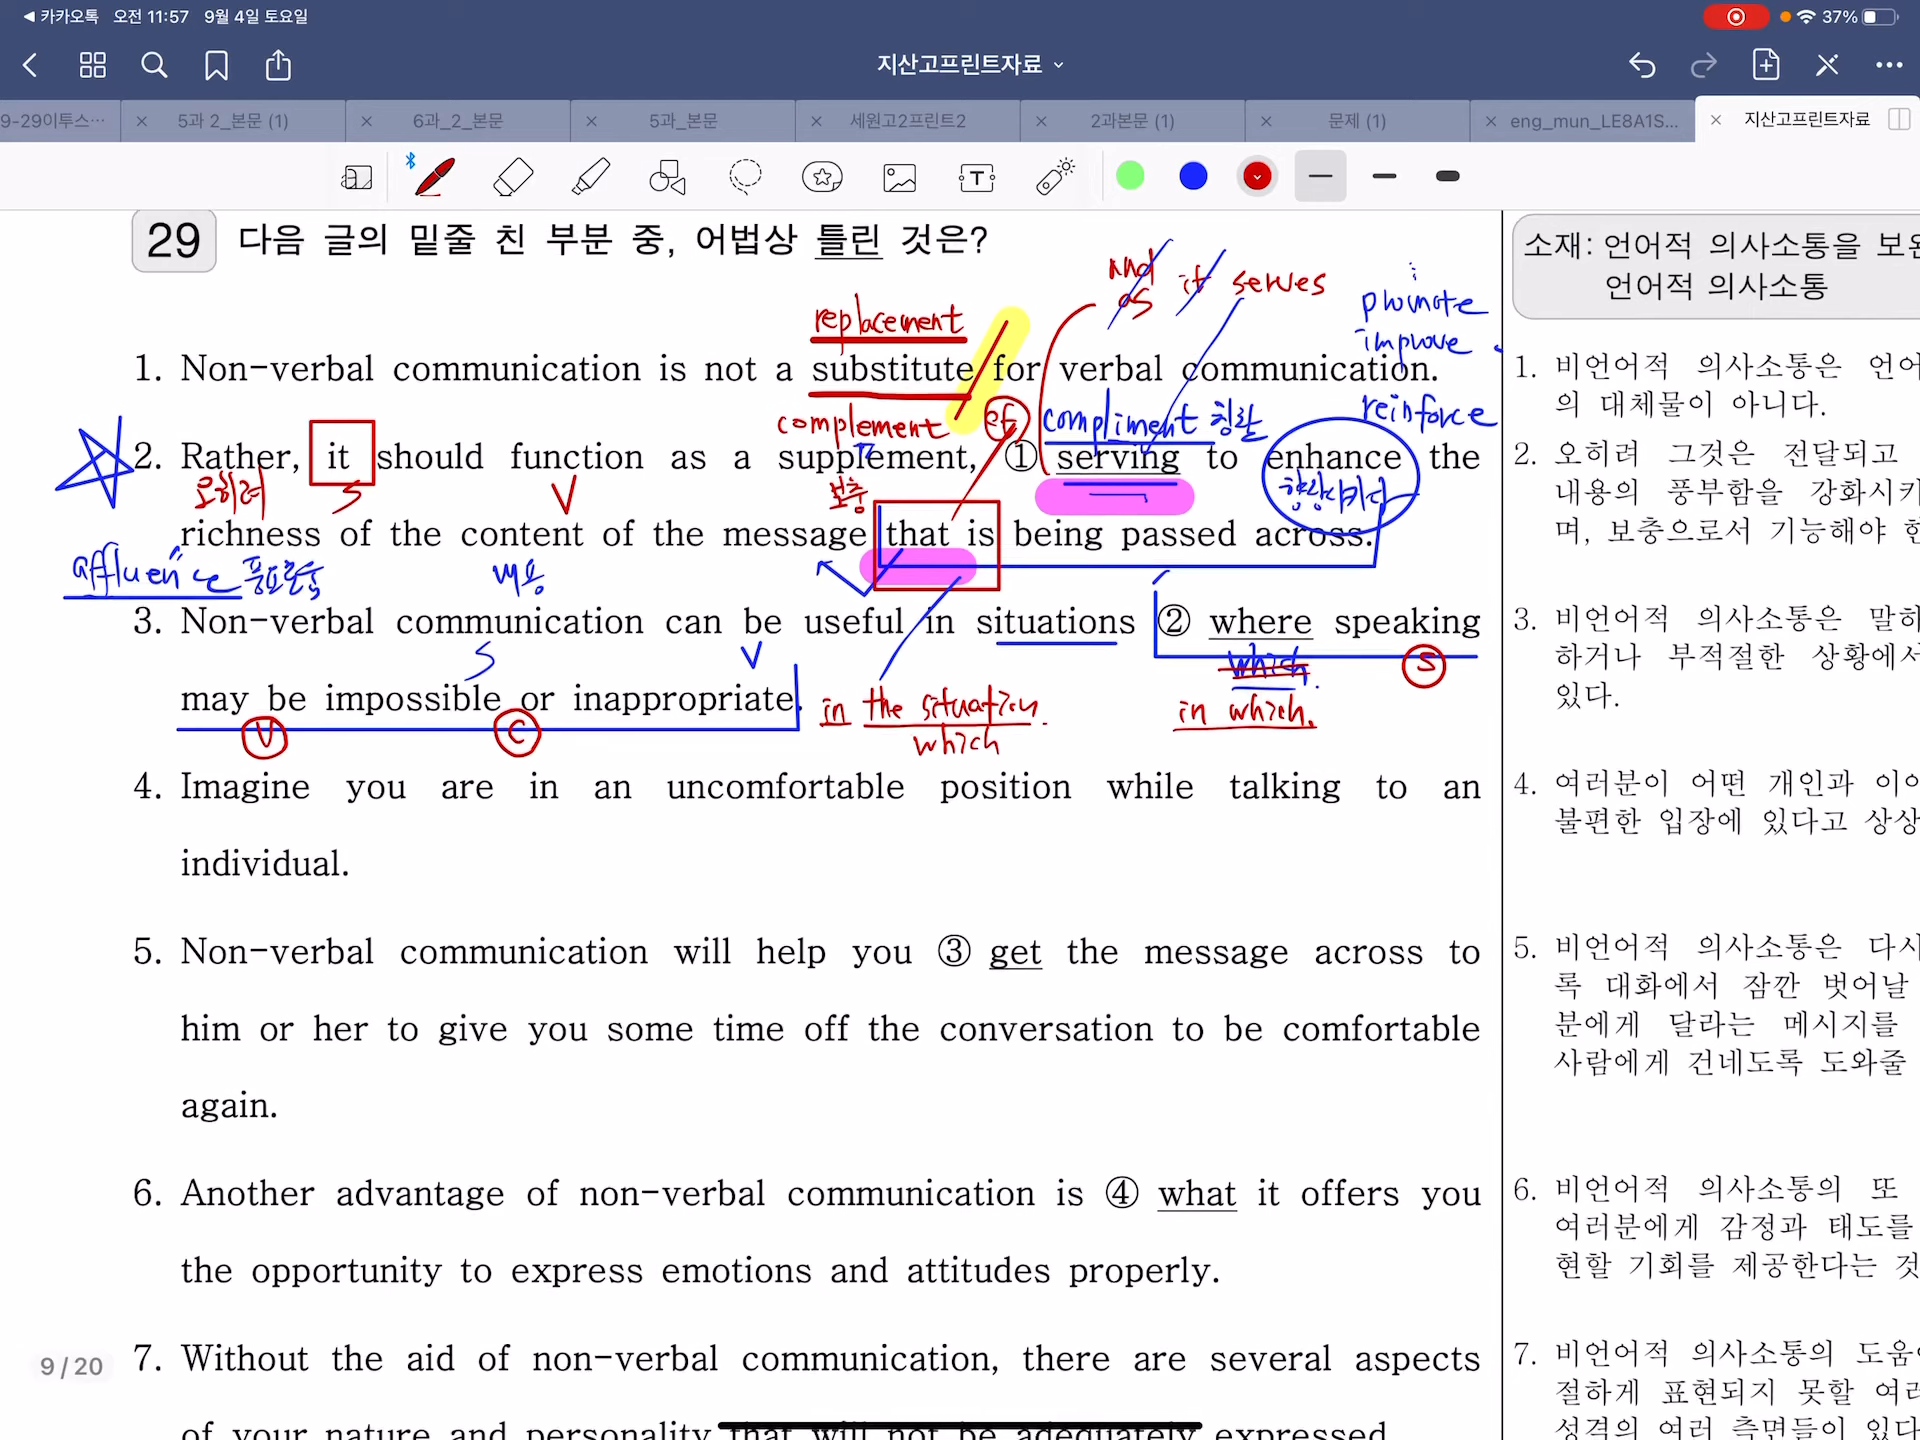 ◀ 카카오톡 오전 11:57 9월 4일 토요일 37%
지산고프린트자료
9-29이투스… 5과 2_본문 (1) 6과_2_본문 5과_본문 세원고2프린트2 2과본문 (1) 문제 (1) eng_mun_LE8A1S... 지산고프린트자료
29 다음 글의 밑줄 친 부분 중, 어법상 틀린 것은?
and it serves
as
promote
improve
replacement
1. Non-verbal communication is not a substitute for verbal communication.
complement compliment 칭찬 reinforce
2. Rather, it should function as a supplement, ① serving to enhance the
오히려 S V 보충 향상시키다
richness of the content of the message that is being passed across.
affluence 풍요로움 내용
3. Non-verbal communication can be useful in situations ② where speaking
S V which S
may be impossible or inappropriate.
V C in the situation. in which.
which
4. Imagine you are in an uncomfortable position while talking to an
individual.
5. Non-verbal communication will help you ③ get the message across to
him or her to give you some time off the conversation to be comfortable
again.
6. Another advantage of non-verbal communication is ④ what it offers you
the opportunity to express emotions and attitudes properly.
7. Without the aid of non-verbal communication, there are several aspects
of your nature and personality that will not be adequately expressed.
9 / 20
소재: 언어적 의사소통을 보완
언어적 의사소통
1. 비언어적 의사소통은 언어
의 대체물이 아니다.
2. 오히려 그것은 전달되고
내용의 풍부함을 강화시키
며, 보충으로서 기능해야 한
3. 비언어적 의사소통은 말하
하거나 부적절한 상황에서
있다.
4. 여러분이 어떤 개인과 이야
불편한 입장에 있다고 상상
5. 비언어적 의사소통은 다시
록 대화에서 잠깐 벗어날
분에게 달라는 메시지를
사람에게 건네도록 도와줄
6. 비언어적 의사소통의 또
여러분에게 감정과 태도를
현할 기회를 제공한다는 것
7. 비언어적 의사소통의 도움이
절하게 표현되지 못할 여러
성격의 여러 측면들이 있다